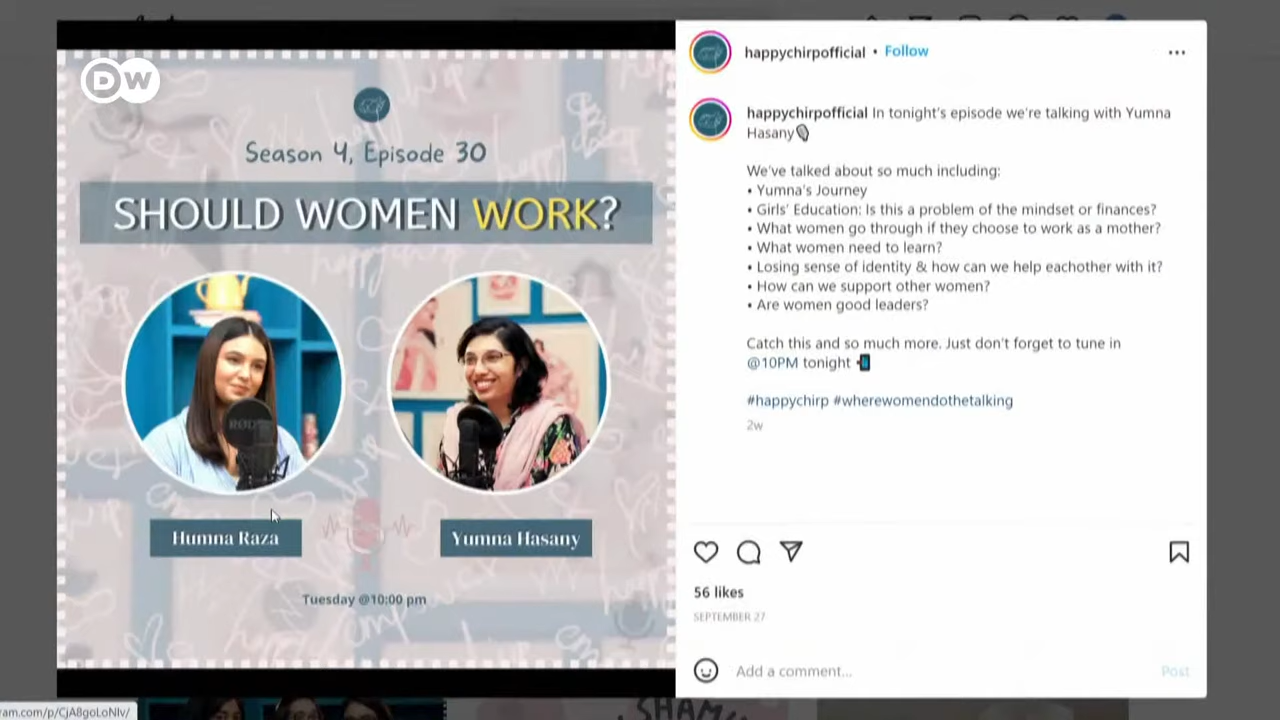 DW
Season 4, Episode 30
SHOULD WOMEN WORK?
Humna Raza
Yumna Hasany
Tuesday @10:00 pm
happychirpofficial • Follow
happychirpofficial In tonight's episode we're talking with Yumna
Hasany
We've talked about so much including:
• Yumna's Journey
• Girls' Education: Is this a problem of the mindset or finances?
• What women go through if they choose to work as a mother?
• What women need to learn?
• Losing sense of identity & how can we help eachother with it?
• How can we support other women?
• Are women good leaders?
Catch this and so much more. Just don't forget to tune in
@10PM tonight
#happychirp #wherewomendothetalking
2w
56 likes
SEPTEMBER 27
Add a comment...
Post
ram.com/p/CjA8goLoNIv/